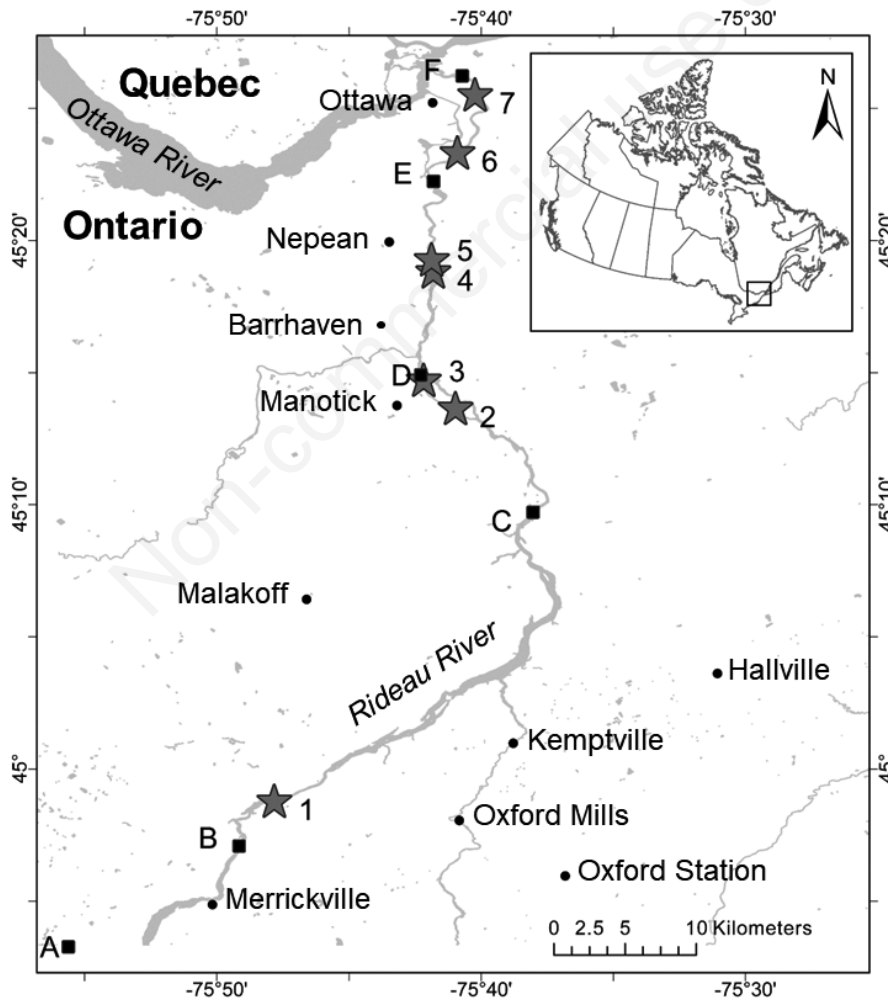 -75°50'
-75°40'
-75°30'
Non-commercial use
Quebec
Ottawa River
Ontario
F
Ottawa
7
6
E
N
45°20'
45°20'
Nepean
5
4
Barrhaven
D
3
Manotick
2
45°10'
45°10'
C
Malakoff
Rideau River
Hallville
Kemptville
45°
45°
1
Oxford Mills
B
Oxford Station
Merrickville
A
0 2.5 5 10 Kilometers
-75°50'
-75°40'
-75°30'